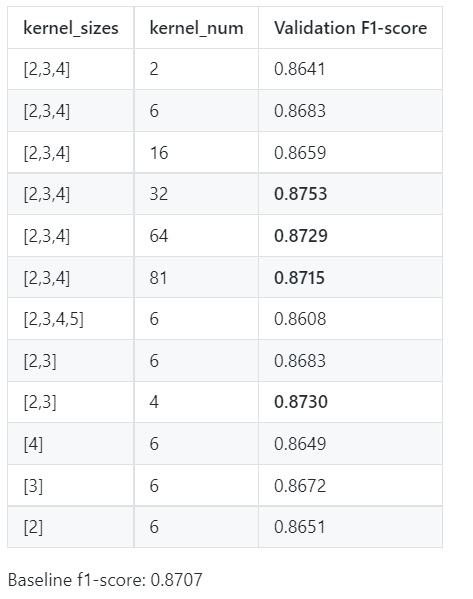 kernel_sizes kernel_num Validation F1-score
[2,3,4] 2 0.8641
[2,3,4] 6 0.8683
[2,3,4] 16 0.8659
[2,3,4] 32 0.8753
[2,3,4] 64 0.8729
[2,3,4] 81 0.8715
[2,3,4,5] 6 0.8608
[2,3] 6 0.8683
[2,3] 4 0.8730
[4] 6 0.8649
[3] 6 0.8672
[2] 6 0.8651
Baseline f1-score: 0.8707